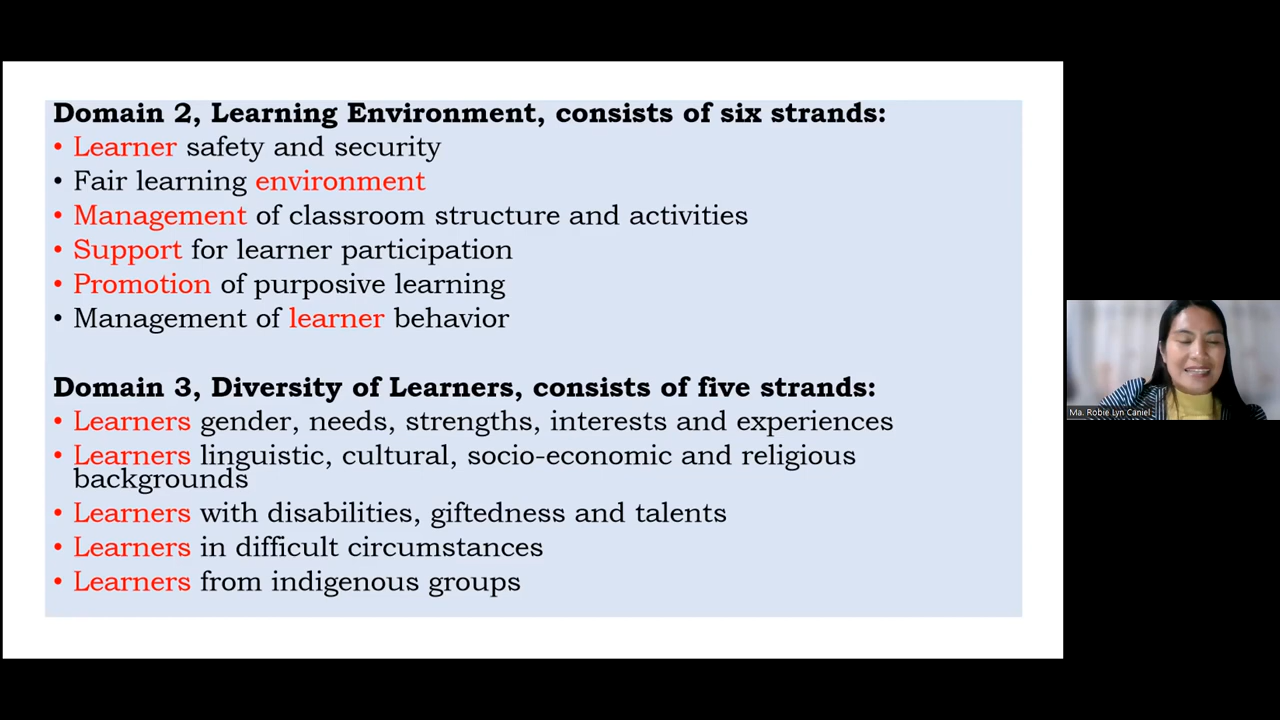 Domain 2, Learning Environment, consists of six strands:
• Learner safety and security
• Fair learning environment
• Management of classroom structure and activities
• Support for learner participation
• Promotion of purposive learning
• Management of learner behavior
Domain 3, Diversity of Learners, consists of five strands:
• Learners gender, needs, strengths, interests and experiences
• Learners linguistic, cultural, socio-economic and religious
backgrounds
• Learners with disabilities, giftedness and talents
• Learners in difficult circumstances
• Learners from indigenous groups
Ma. Robie Lyn Caniel